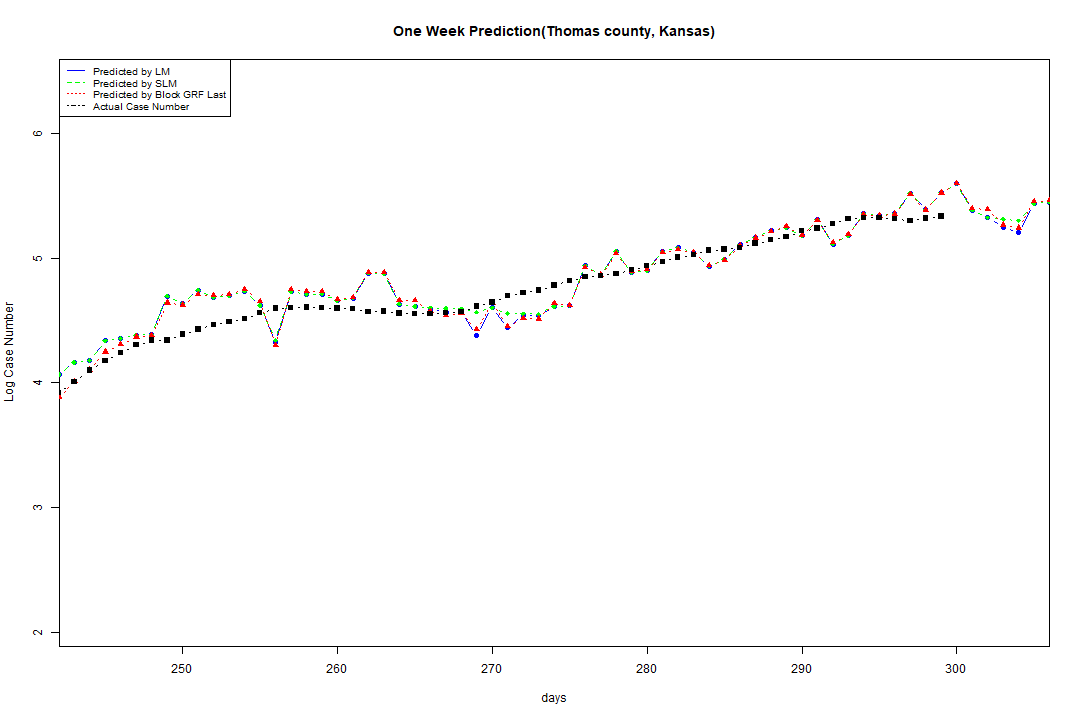 One Week Prediction(Thomas county, Kansas)
Predicted by LM
Predicted by SLM
Predicted by Block GRF Last
Actual Case Number
6
5
4
3
2
Log Case Number
250 260 270 280 290 300
days